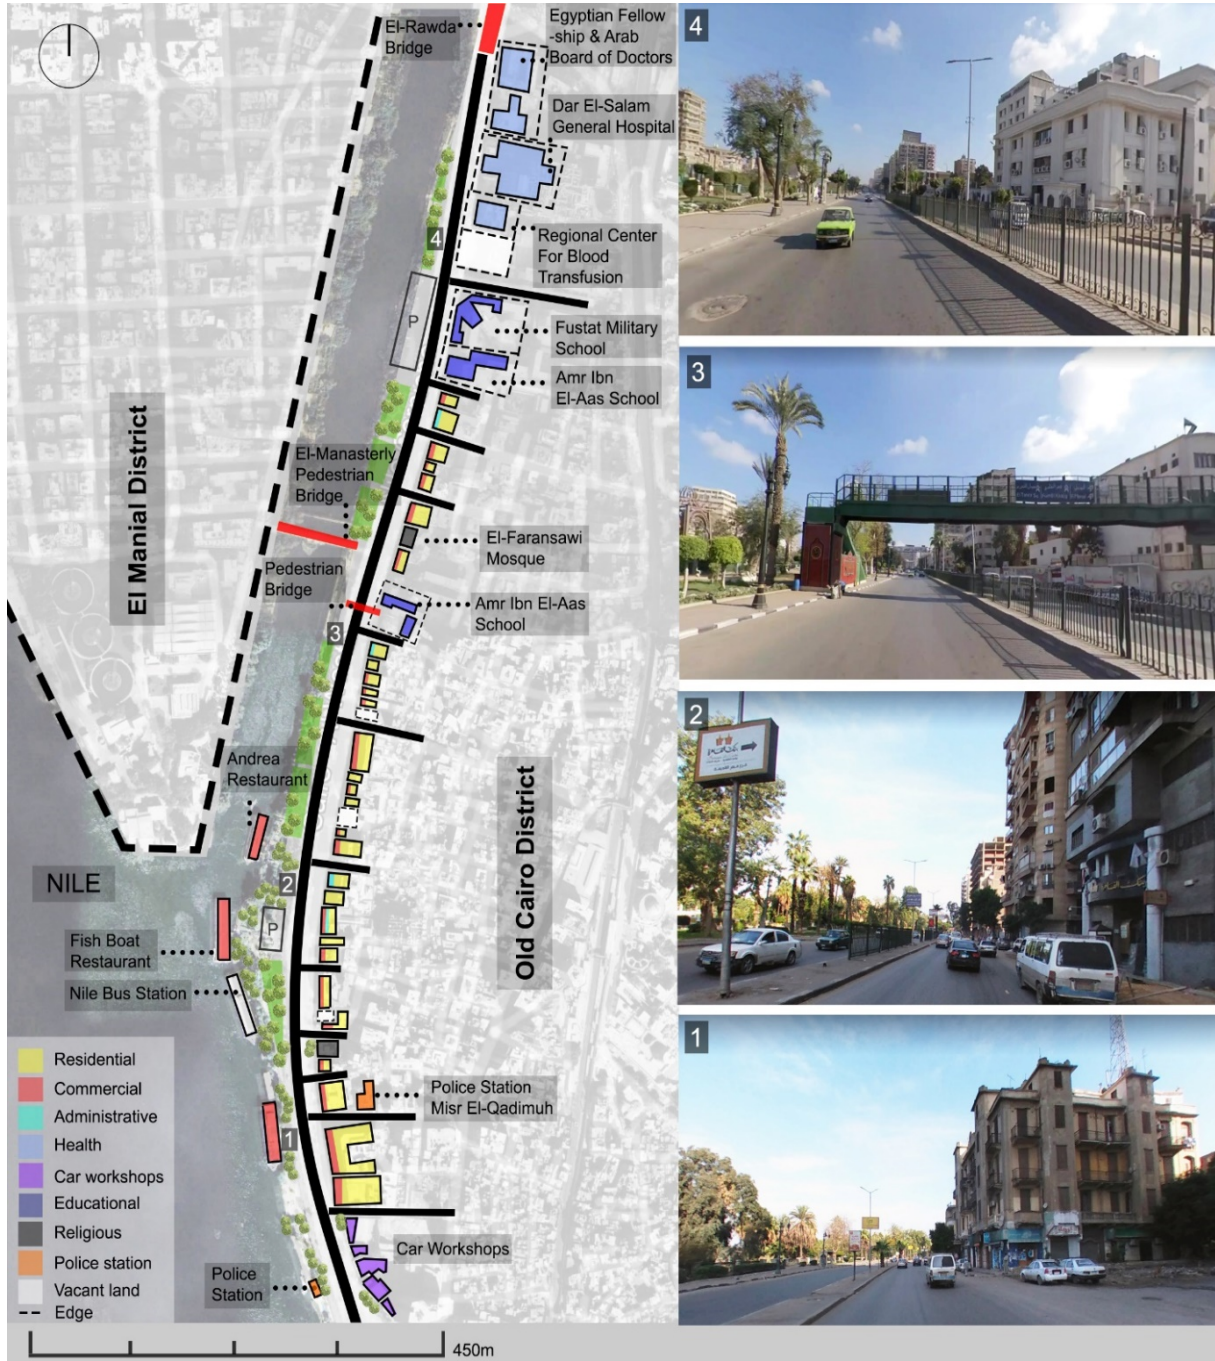 El-Rawda
Bridge
Egyptian Fellow
-ship & Arab
Board of Doctors
Dar El-Salam
General Hospital
4
Regional Center
For Blood
Transfusion
P
Fustat Military
School
Amr Ibn
El-Aas School
El Manial District
El-Manasterly
Pedestrian
Bridge
El-Faransawi
Mosque
Pedestrian
Bridge
Amr Ibn El-Aas
School
3
Andrea
Restaurant
Old Cairo District
NILE
2
P
Fish Boat
Restaurant
Nile Bus Station
Police Station
Misr El-Qadimuh
1
Car Workshops
Police
Station
Residential
Commercial
Administrative
Health
Car workshops
Educational
Religious
Police station
Vacant land
Edge
450m
4
3
2
1